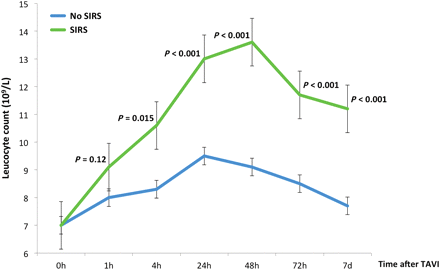 15
14
13
12
11
10
9
8
7
6
Leucocyte count (10⁹/L)
No SIRS
SIRS
P = 0.12
P = 0.015
P < 0.001
P < 0.001
P < 0.001
P < 0.001
0h 1h 4h 24h 48h 72h 7d
Time after TAVI